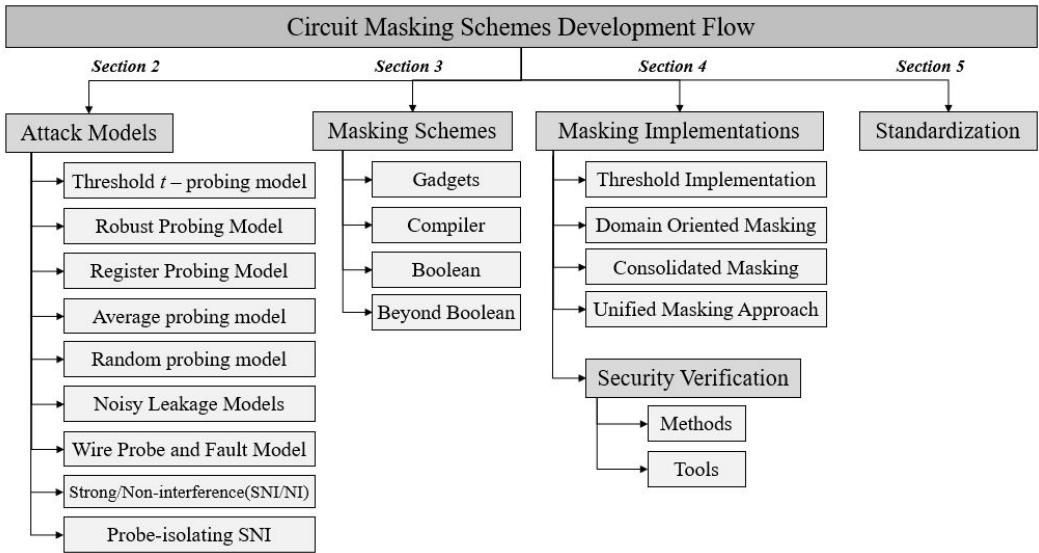 Circuit Masking Schemes Development Flow
Section 2
Section 3
Section 4
Section 5
Attack Models
Threshold t – probing model
Robust Probing Model
Register Probing Model
Average probing model
Random probing model
Noisy Leakage Models
Wire Probe and Fault Model
Strong/Non-interference(SNI/NI)
Probe-isolating SNI
Masking Schemes
Gadgets
Compiler
Boolean
Beyond Boolean
Masking Implementations
Threshold Implementation
Domain Oriented Masking
Consolidated Masking
Unified Masking Approach
Security Verification
Methods
Tools
Standardization